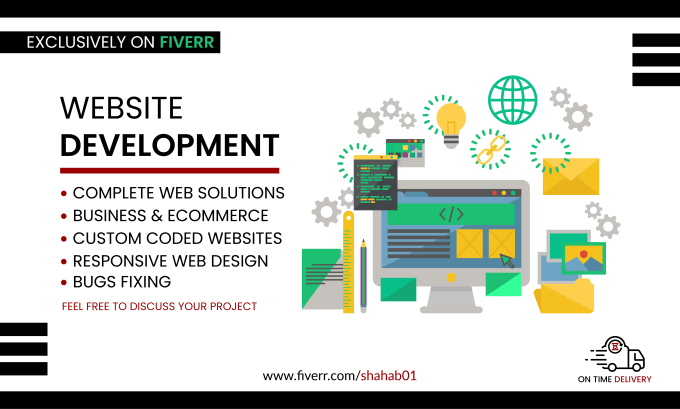 EXCLUSIVELY ON FIVERR
WEBSITE
DEVELOPMENT
• COMPLETE WEB SOLUTIONS
• BUSINESS & ECOMMERCE
• CUSTOM CODED WEBSITES
• RESPONSIVE WEB DESIGN
• BUGS FIXING
FEEL FREE TO DISCUSS YOUR PROJECT
</>
www.fiverr.com/shahab01
ON TIME DELIVERY